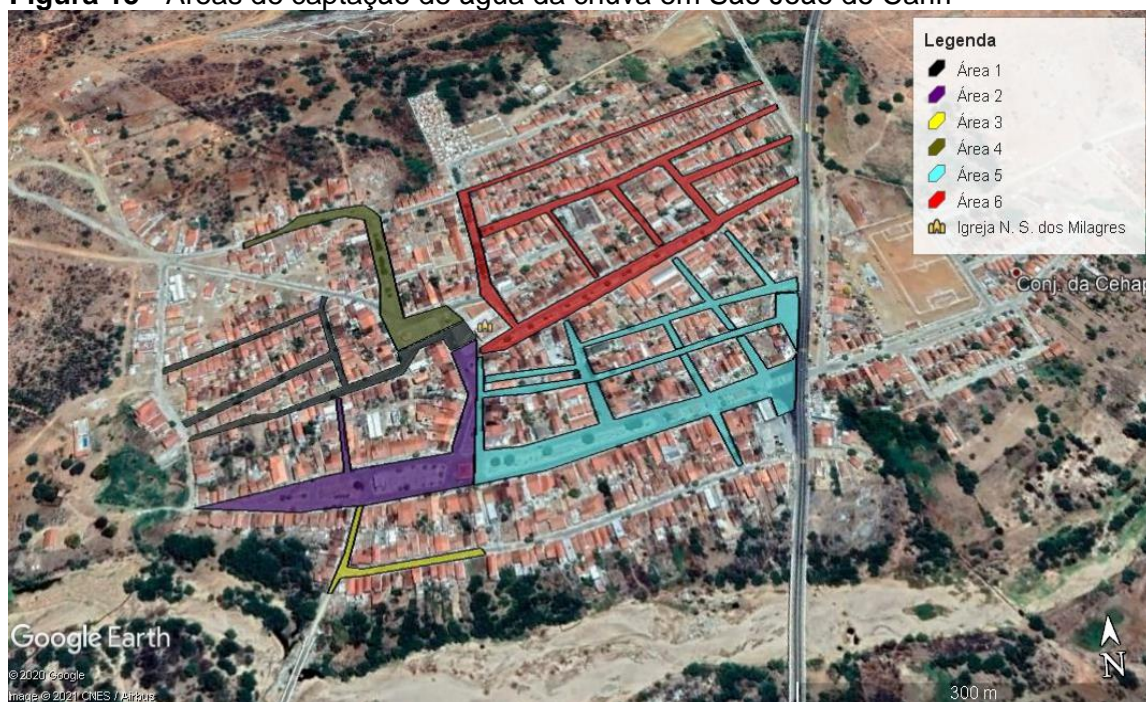 Figura 18 - Áreas de captação de água da chuva em São João do Cariri
Legenda
Área 1
Área 2
Área 3
Área 4
Área 5
Área 6
Igreja N. S. dos Milagres
Conj. da Cehap
Google Earth
© 2020 Google
Image © 2021 CNES / Airbus
N
300 m